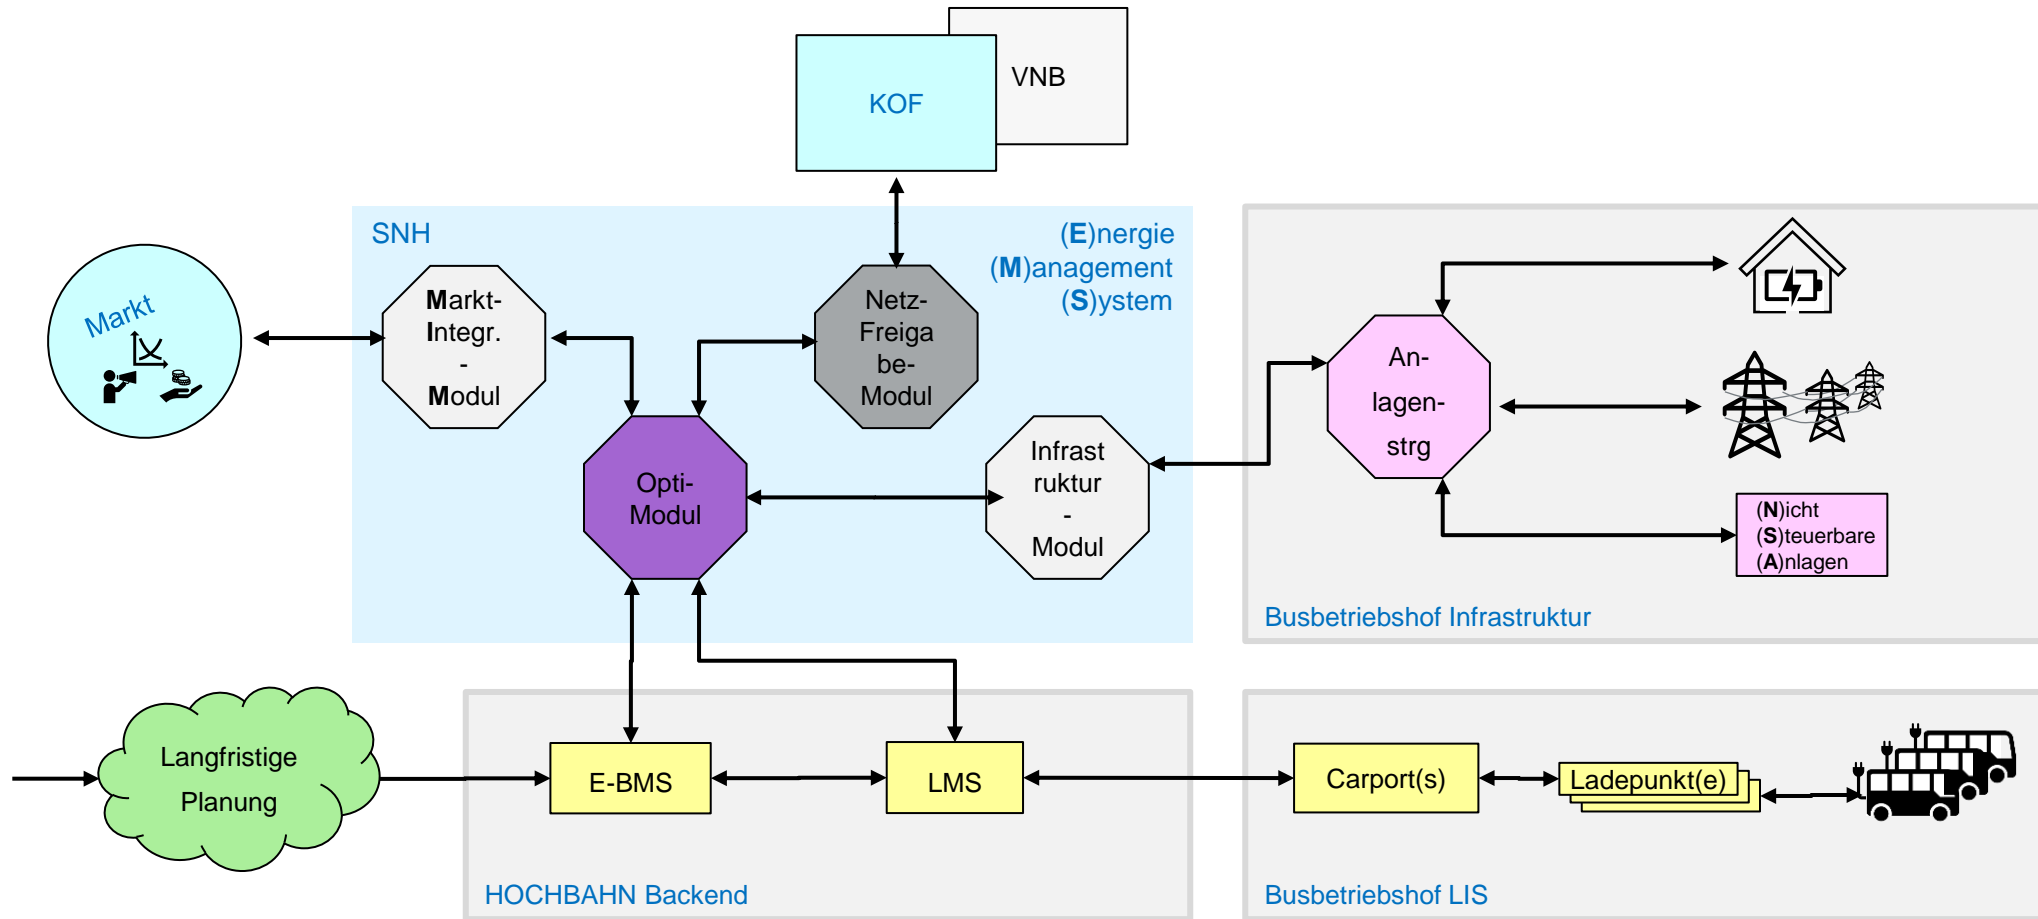 VNB
KOF
SNH
(E)nergie
(M)anagement
(S)ystem
Markt
Markt-
Integr.
-
Modul
Netz-
Freiga
be-
Modul
An-
lagen-
strg
Opti-
Modul
Infrast
ruktur
-
Modul
(N)icht
(S)teuerbare
(A)nlagen
Busbetriebshof Infrastruktur
Langfristige
Planung
E-BMS
LMS
Carport(s)
Ladepunkt(e)
HOCHBAHN Backend
Busbetriebshof LIS